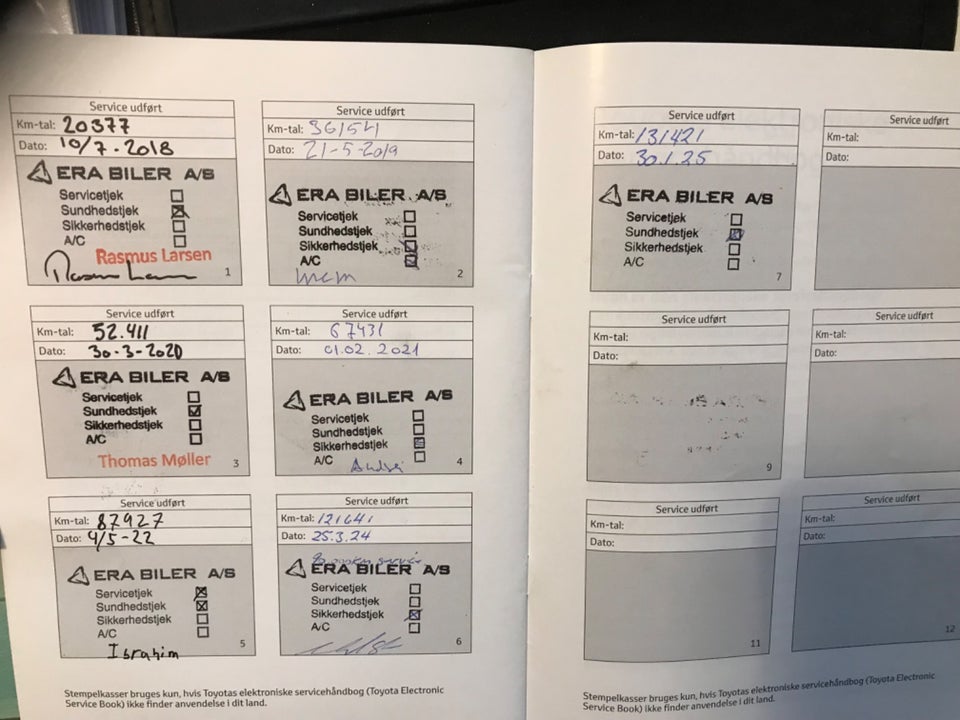 Service udført
Km-tal: 20377
Dato: 10/7-2018
ERA BILER A/S
Servicetjek
Sundhedstjek
Sikkerhedstjek
A/C
Rasmus Larsen
1
Service udført
Km-tal: 36154
Dato: 21-5-2019
ERA BILER A/S
Servicetjek
Sundhedstjek
Sikkerhedstjek
A/C
2
Service udført
Km-tal: 52.411
Dato: 30-3-2020
ERA BILER A/S
Servicetjek
Sundhedstjek
Sikkerhedstjek
A/C
Thomas Møller
3
Service udført
Km-tal: 67431
Dato: 01.02.2021
ERA BILER A/S
Servicetjek
Sundhedstjek
Sikkerhedstjek
A/C
Andrej
4
Service udført
Km-tal: 87927
Dato: 4/5-22
ERA BILER A/S
Servicetjek
Sundhedstjek
Sikkerhedstjek
A/C
Ibrahim
5
Service udført
Km-tal: 121641
Dato: 25.3.24
service
ERA BILER A/S
Servicetjek
Sundhedstjek
Sikkerhedstjek
A/C
6
Stempelkasser bruges kun, hvis Toyotas elektroniske servicehåndbog (Toyota Electronic
Service Book) ikke finder anvendelse i dit land.
Service udført
Km-tal: 131421
Dato: 30.1.25
ERA BILER A/S
Servicetjek
Sundhedstjek
Sikkerhedstjek
A/C
7
Service udført
Km-tal:
Dato:
Service udført
Km-tal:
Dato:
9
Service udført
Km-tal:
Dato:
Service udført
Km-tal:
Dato:
11
Service udført
Km-tal:
Dato:
12
Stempelkasser bruges kun, hvis Toyotas elektroniske servicehåndbog (Toyota Electronic
Service Book) ikke finder anvendelse i dit land.